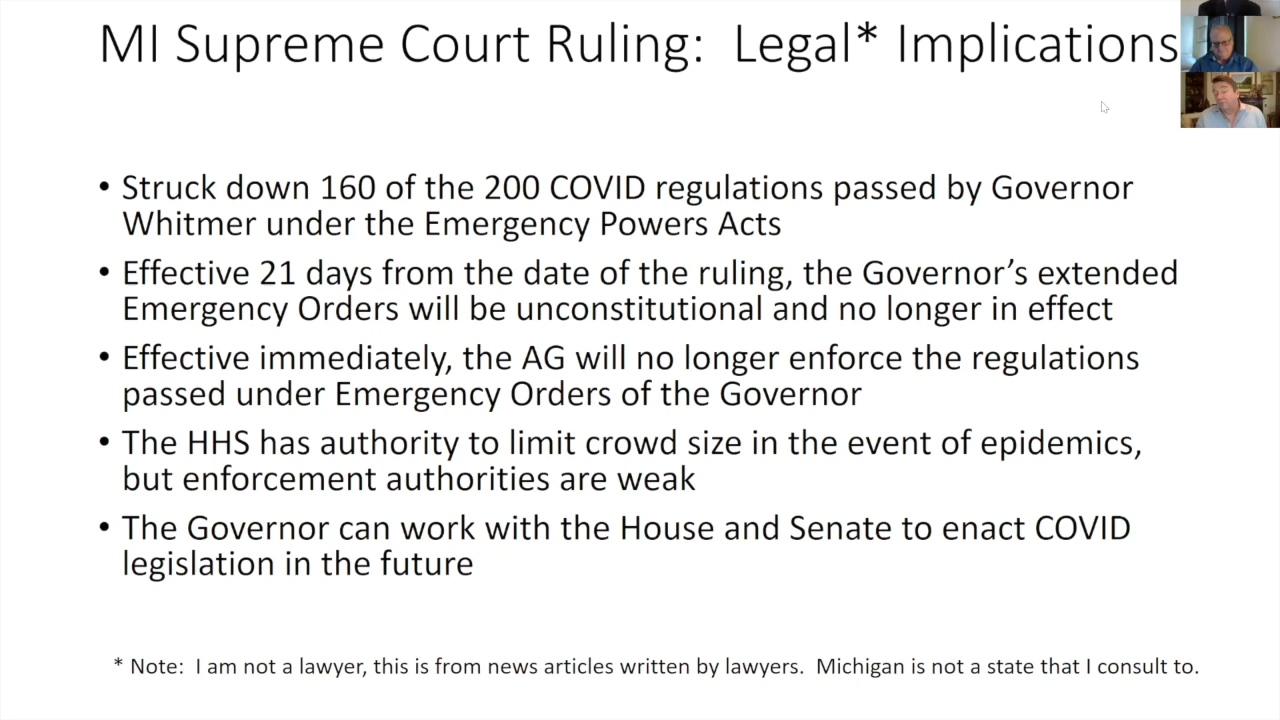 MI Supreme Court Ruling:  Legal* Implications
• Struck down 160 of the 200 COVID regulations passed by Governor
Whitmer under the Emergency Powers Acts
• Effective 21 days from the date of the ruling, the Governor’s extended
Emergency Orders will be unconstitutional and no longer in effect
• Effective immediately, the AG will no longer enforce the regulations
passed under Emergency Orders of the Governor
• The HHS has authority to limit crowd size in the event of epidemics,
but enforcement authorities are weak
• The Governor can work with the House and Senate to enact COVID
legislation in the future
* Note:  I am not a lawyer, this is from news articles written by lawyers.  Michigan is not a state that I consult to.